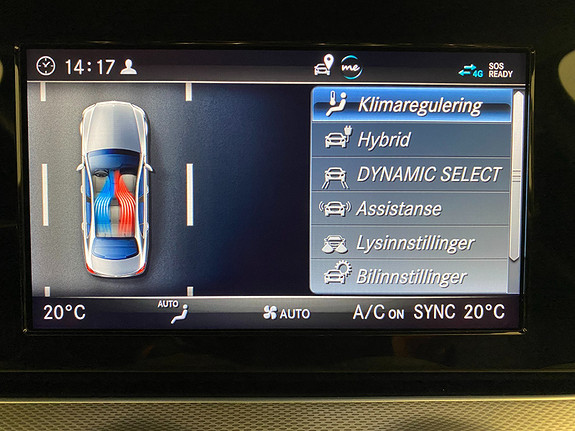 14:17
me
4G
SOS
READY
Klimaregulering
Hybrid
DYNAMIC SELECT
Assistanse
Lysinnstillinger
Bilinnstillinger
20°C
AUTO
AUTO
A/C ON SYNC 20°C